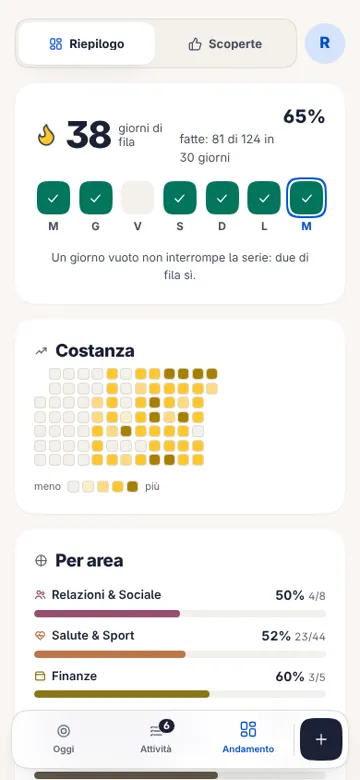 Riepilogo
Scoperte
R
65%
38
giorni di
fila
fatte: 81 di 124 in
30 giorni
M G V S D L M
Un giorno vuoto non interrompe la serie: due di
fila sì.
Costanza
meno
più
Per area
Relazioni & Sociale 50% 4/8
Salute & Sport 52% 23/44
Finanze 60% 3/5
6
Oggi
Attività
Andamento
+